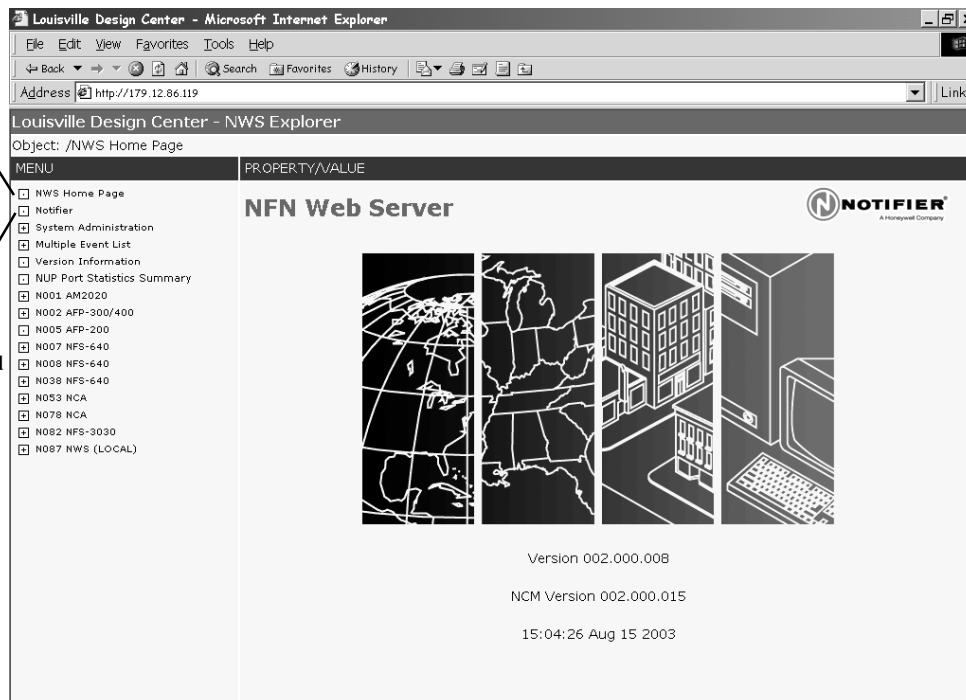 Louisville Design Center - Microsoft Internet Explorer
File Edit View Favorites Tools Help
Back Search Favorites History
Address http://179.12.86.119 Link
Louisville Design Center - NWS Explorer
Object: /NWS Home Page
MENU PROPERTY/VALUE
NWS Home Page
Notifier
System Administration
Multiple Event List
Version Information
NUP Port Statistics Summary
N001 AM2020
N002 AFP-300/400
N005 AFP-200
N007 NFS-640
N008 NFS-640
N038 NFS-640
N053 NCA
N078 NCA
N082 NFS-3030
N087 NWS (LOCAL)
NFN Web Server
NOTIFIER
A Honeywell Company
Version 002.000.008
NCM Version 002.000.015
15:04:26 Aug 15 2003